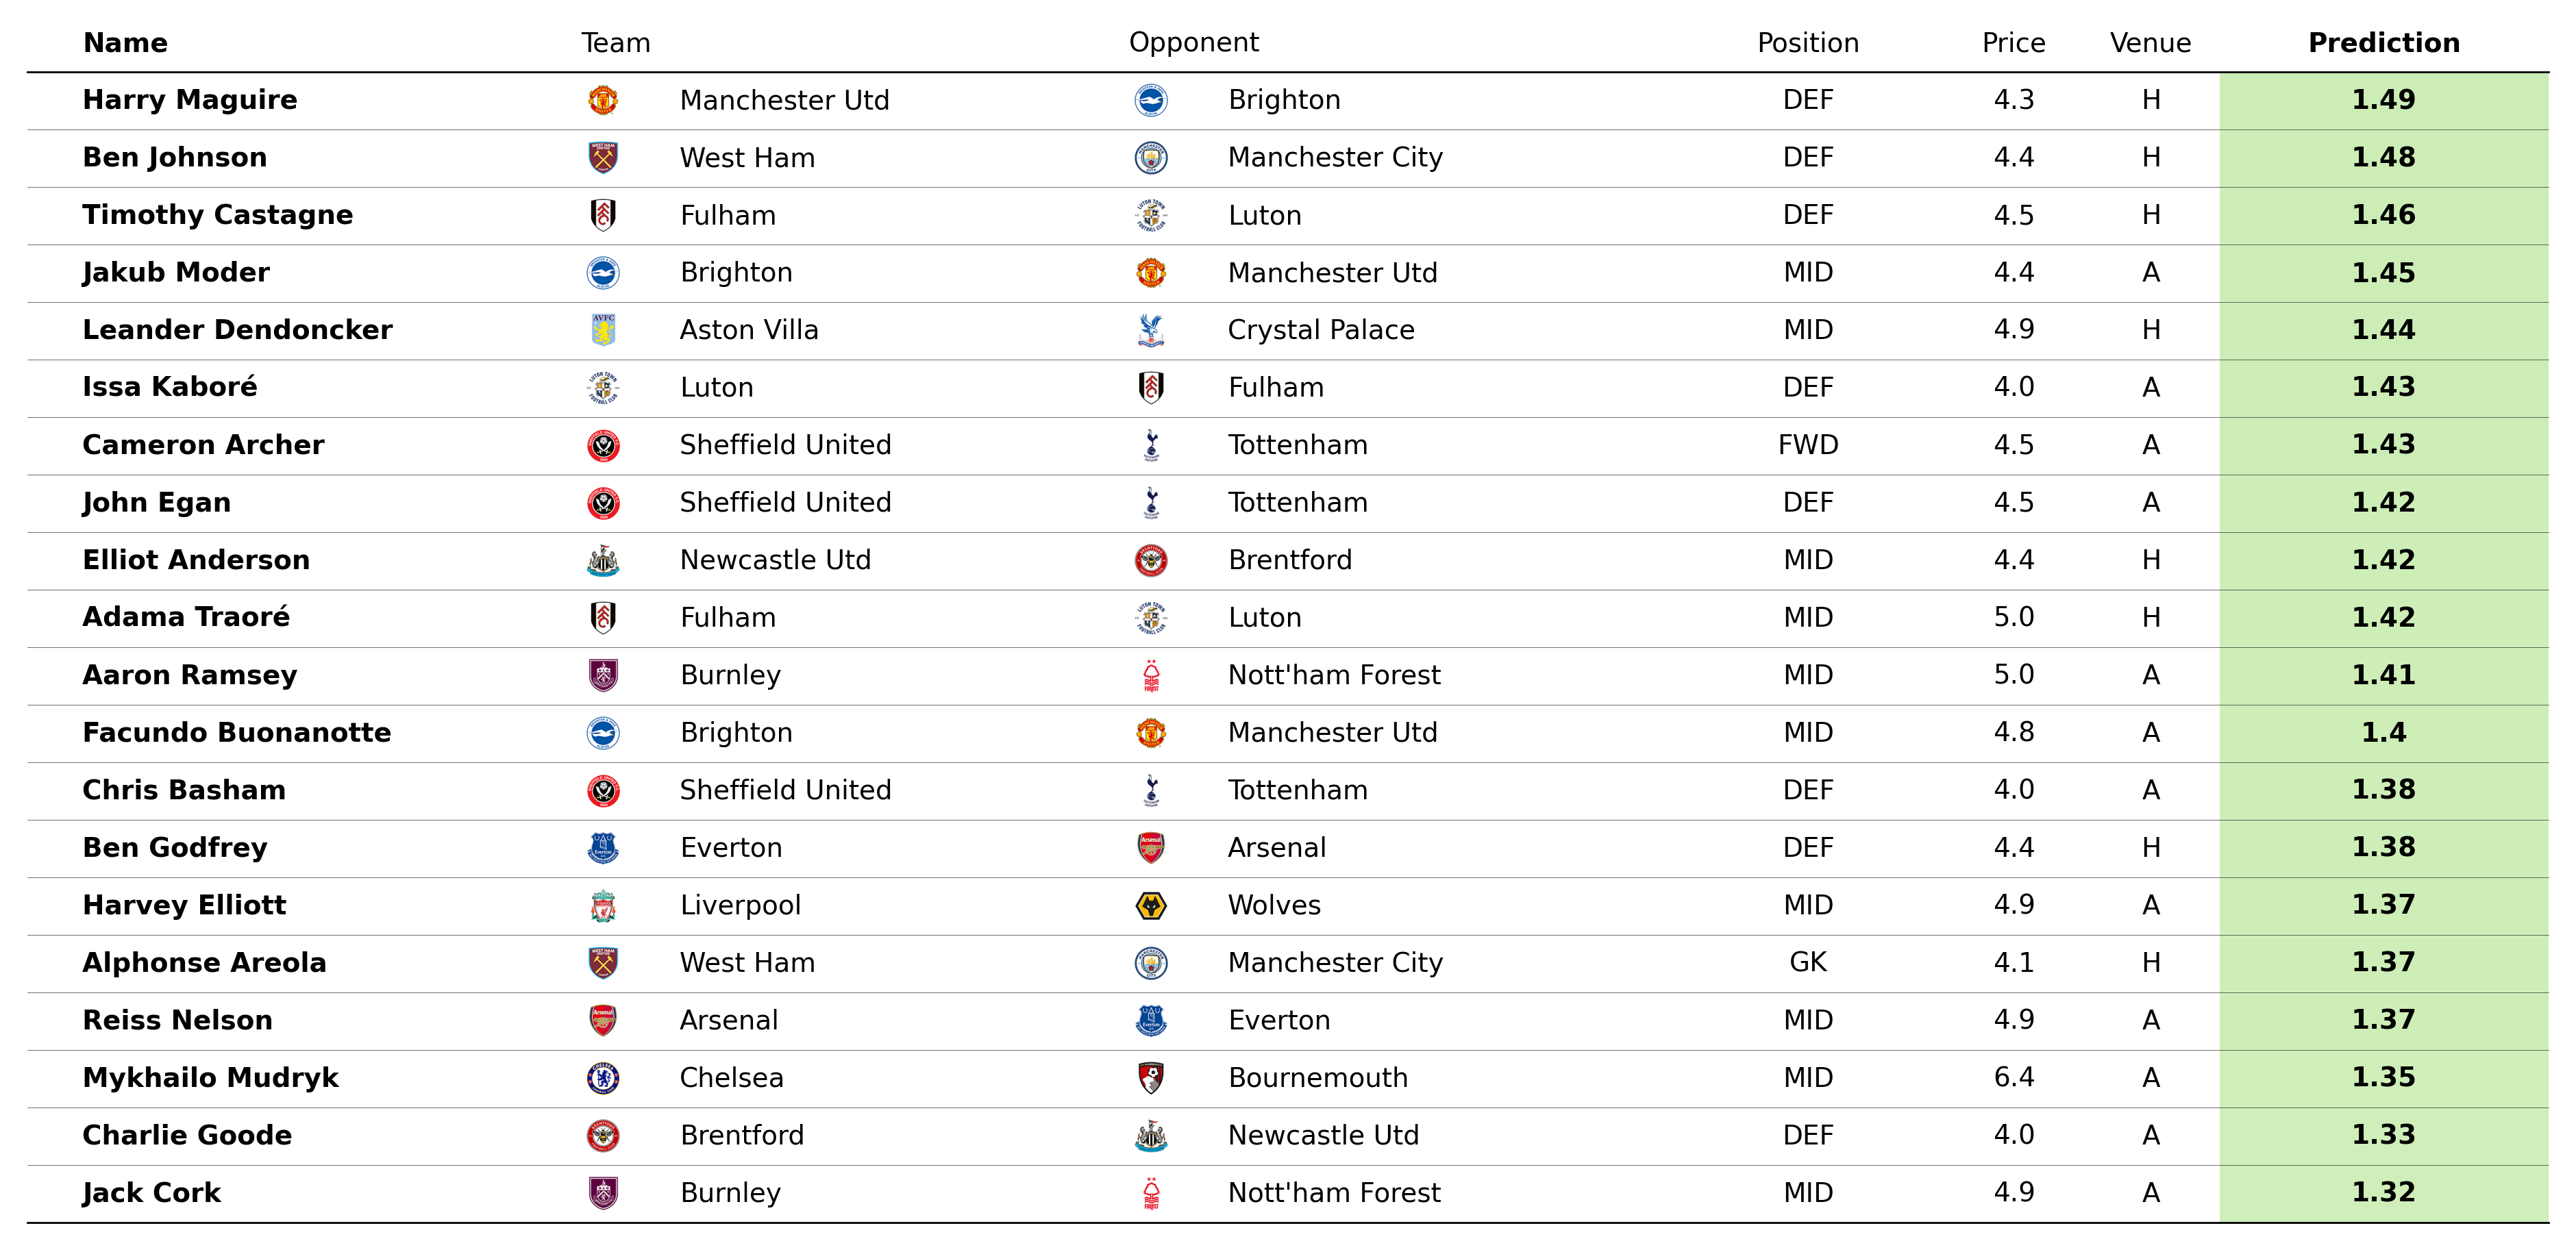 Name Team Opponent Position Price Venue Prediction
Harry Maguire Manchester Utd Brighton DEF 4.3 H 1.49
Ben Johnson West Ham Manchester City DEF 4.4 H 1.48
Timothy Castagne Fulham Luton DEF 4.5 H 1.46
Jakub Moder Brighton Manchester Utd MID 4.4 A 1.45
Leander Dendoncker Aston Villa Crystal Palace MID 4.9 H 1.44
Issa Kaboré Luton Fulham DEF 4.0 A 1.43
Cameron Archer Sheffield United Tottenham FWD 4.5 A 1.43
John Egan Sheffield United Tottenham DEF 4.5 A 1.42
Elliot Anderson Newcastle Utd Brentford MID 4.4 H 1.42
Adama Traoré Fulham Luton MID 5.0 H 1.42
Aaron Ramsey Burnley Nott'ham Forest MID 5.0 A 1.41
Facundo Buonanotte Brighton Manchester Utd MID 4.8 A 1.4
Chris Basham Sheffield United Tottenham DEF 4.0 A 1.38
Ben Godfrey Everton Arsenal DEF 4.4 H 1.38
Harvey Elliott Liverpool Wolves MID 4.9 A 1.37
Alphonse Areola West Ham Manchester City GK 4.1 H 1.37
Reiss Nelson Arsenal Everton MID 4.9 A 1.37
Mykhailo Mudryk Chelsea Bournemouth MID 6.4 A 1.35
Charlie Goode Brentford Newcastle Utd DEF 4.0 A 1.33
Jack Cork Burnley Nott'ham Forest MID 4.9 A 1.32